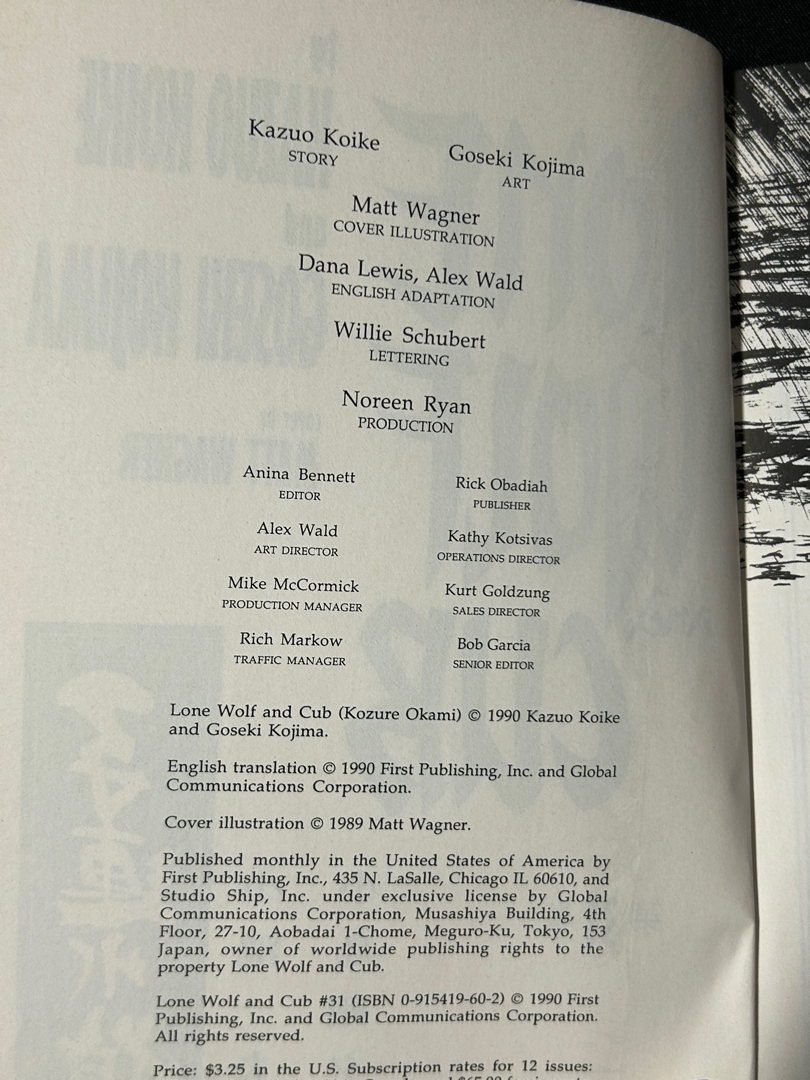 Kazuo Koike
STORY
Goseki Kojima
ART
Matt Wagner
COVER ILLUSTRATION
Dana Lewis, Alex Wald
ENGLISH ADAPTATION
Willie Schubert
LETTERING
Noreen Ryan
PRODUCTION
Anina Bennett
EDITOR
Rick Obadiah
PUBLISHER
Alex Wald
ART DIRECTOR
Kathy Kotsivas
OPERATIONS DIRECTOR
Mike McCormick
PRODUCTION MANAGER
Kurt Goldzung
SALES DIRECTOR
Rich Markow
TRAFFIC MANAGER
Bob Garcia
SENIOR EDITOR
Lone Wolf and Cub (Kozure Okami) © 1990 Kazuo Koike
and Goseki Kojima.
English translation © 1990 First Publishing, Inc. and Global
Communications Corporation.
Cover illustration © 1989 Matt Wagner.
Published monthly in the United States of America by
First Publishing, Inc., 435 N. LaSalle, Chicago IL 60610, and
Studio Ship, Inc. under exclusive license by Global
Communications Corporation, Musashiya Building, 4th
Floor, 27-10, Aobadai 1-Chome, Meguro-Ku, Tokyo, 153
Japan, owner of worldwide publishing rights to the
property Lone Wolf and Cub.
Lone Wolf and Cub #31 (ISBN 0-915419-60-2) © 1990 First
Publishing, Inc. and Global Communications Corporation.
All rights reserved.
Price: $3.25 in the U.S. Subscription rates for 12 issues: